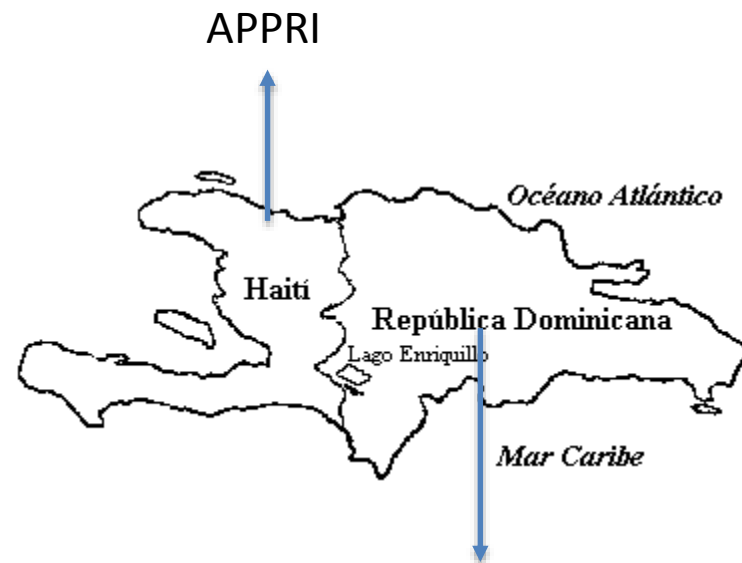 APPRI
Océano Atlántico
Haití
República Dominicana
Lago Enriquillo
Mar Caribe